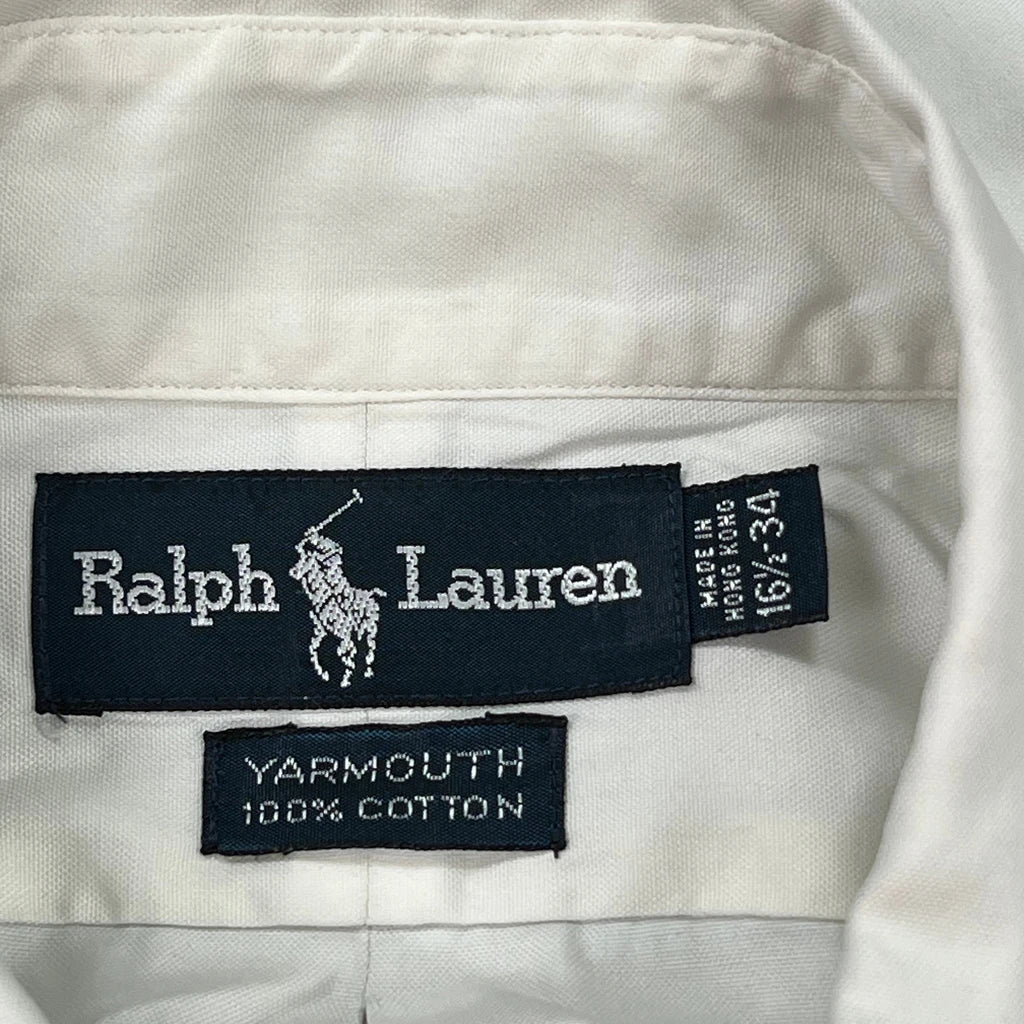 Ralph Lauren
MADE IN
HONG KONG
16½-34
YARMOUTH
100% COTTON